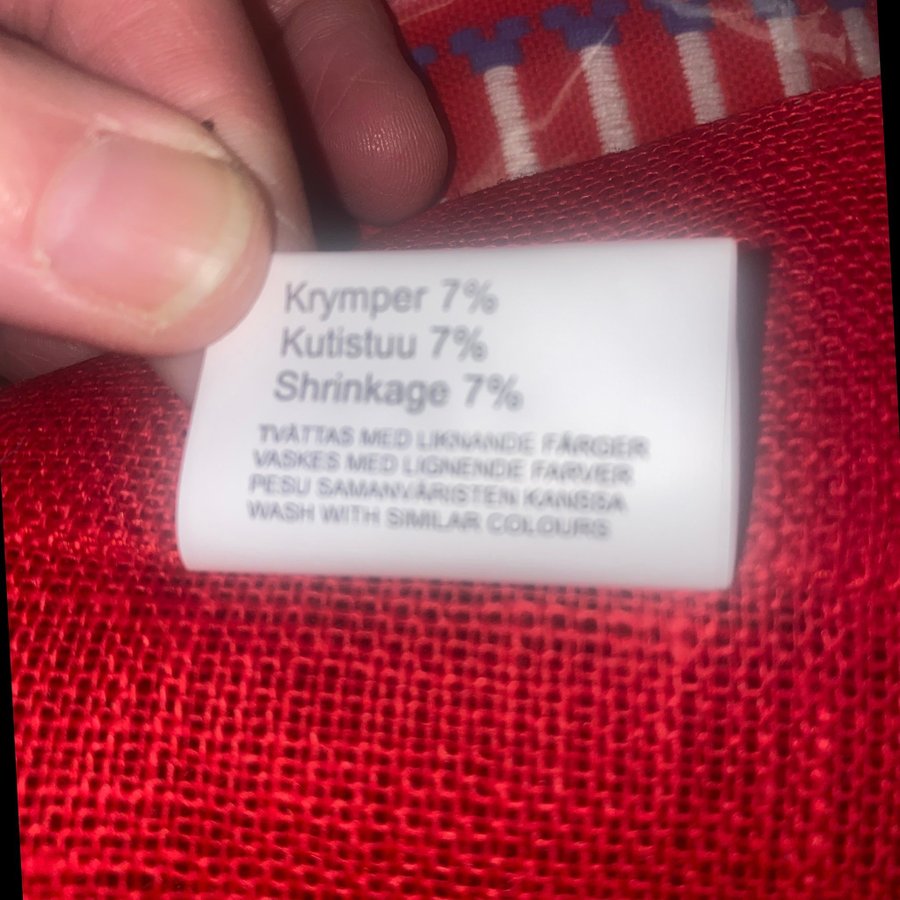 Krymper 7%
Kutistuu 7%
Shrinkage 7%
TVÄTTAS MED LIKNANDE FÄRGER
VASKES MED LIGNENDE FARVER
PESU SAMANVÄRISTEN KANSSA
WASH WITH SIMILAR COLOURS